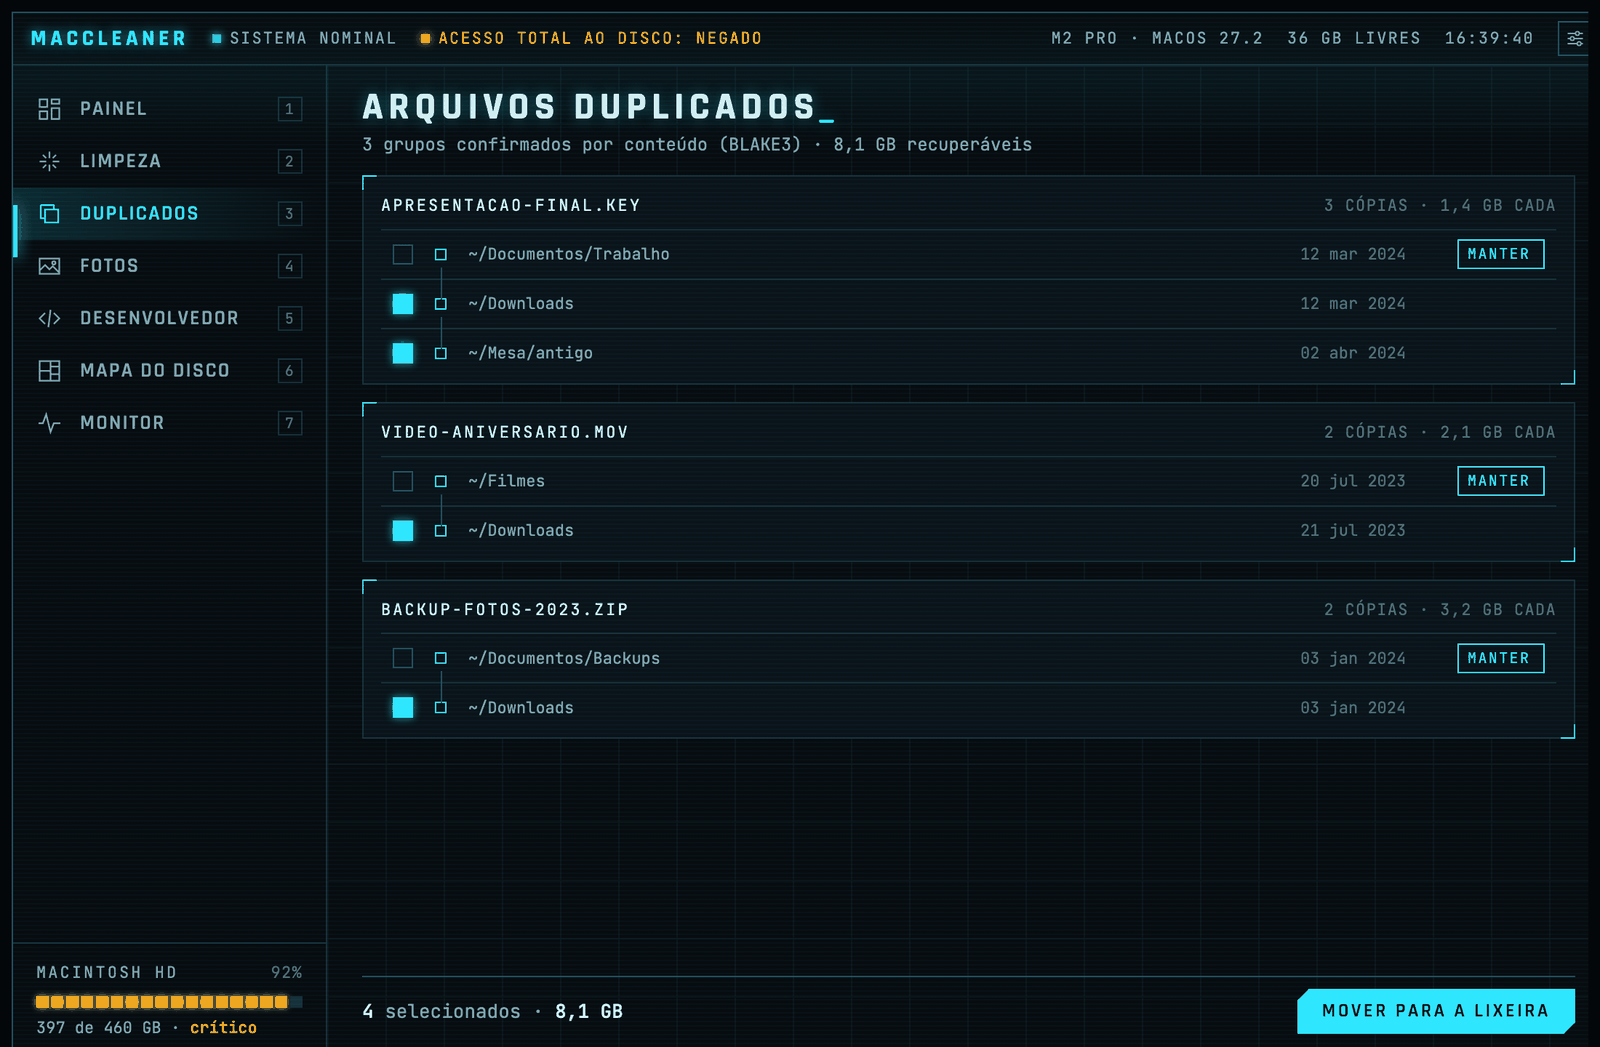 MACCLEANER SISTEMA NOMINAL ACESSO TOTAL AO DISCO: NEGADO M2 PRO · MACOS 27.2 36 GB LIVRES 16:39:40
PAINEL 1
LIMPEZA 2
DUPLICADOS 3
FOTOS 4
DESENVOLVEDOR 5
MAPA DO DISCO 6
MONITOR 7
MACINTOSH HD 92%
397 de 460 GB · crítico
ARQUIVOS DUPLICADOS_
3 grupos confirmados por conteúdo (BLAKE3) · 8,1 GB recuperáveis
APRESENTACAO-FINAL.KEY 3 CÓPIAS · 1,4 GB CADA
~/Documentos/Trabalho 12 mar 2024 MANTER
~/Downloads 12 mar 2024
~/Mesa/antigo 02 abr 2024
VIDEO-ANIVERSARIO.MOV 2 CÓPIAS · 2,1 GB CADA
~/Filmes 20 jul 2023 MANTER
~/Downloads 21 jul 2023
BACKUP-FOTOS-2023.ZIP 2 CÓPIAS · 3,2 GB CADA
~/Documentos/Backups 03 jan 2024 MANTER
~/Downloads 03 jan 2024
4 selecionados · 8,1 GB MOVER PARA A LIXEIRA